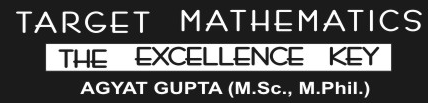 TARGET MATHEMATICS
THE EXCELLENCE KEY
AGYAT GUPTA (M.Sc., M.Phil.)